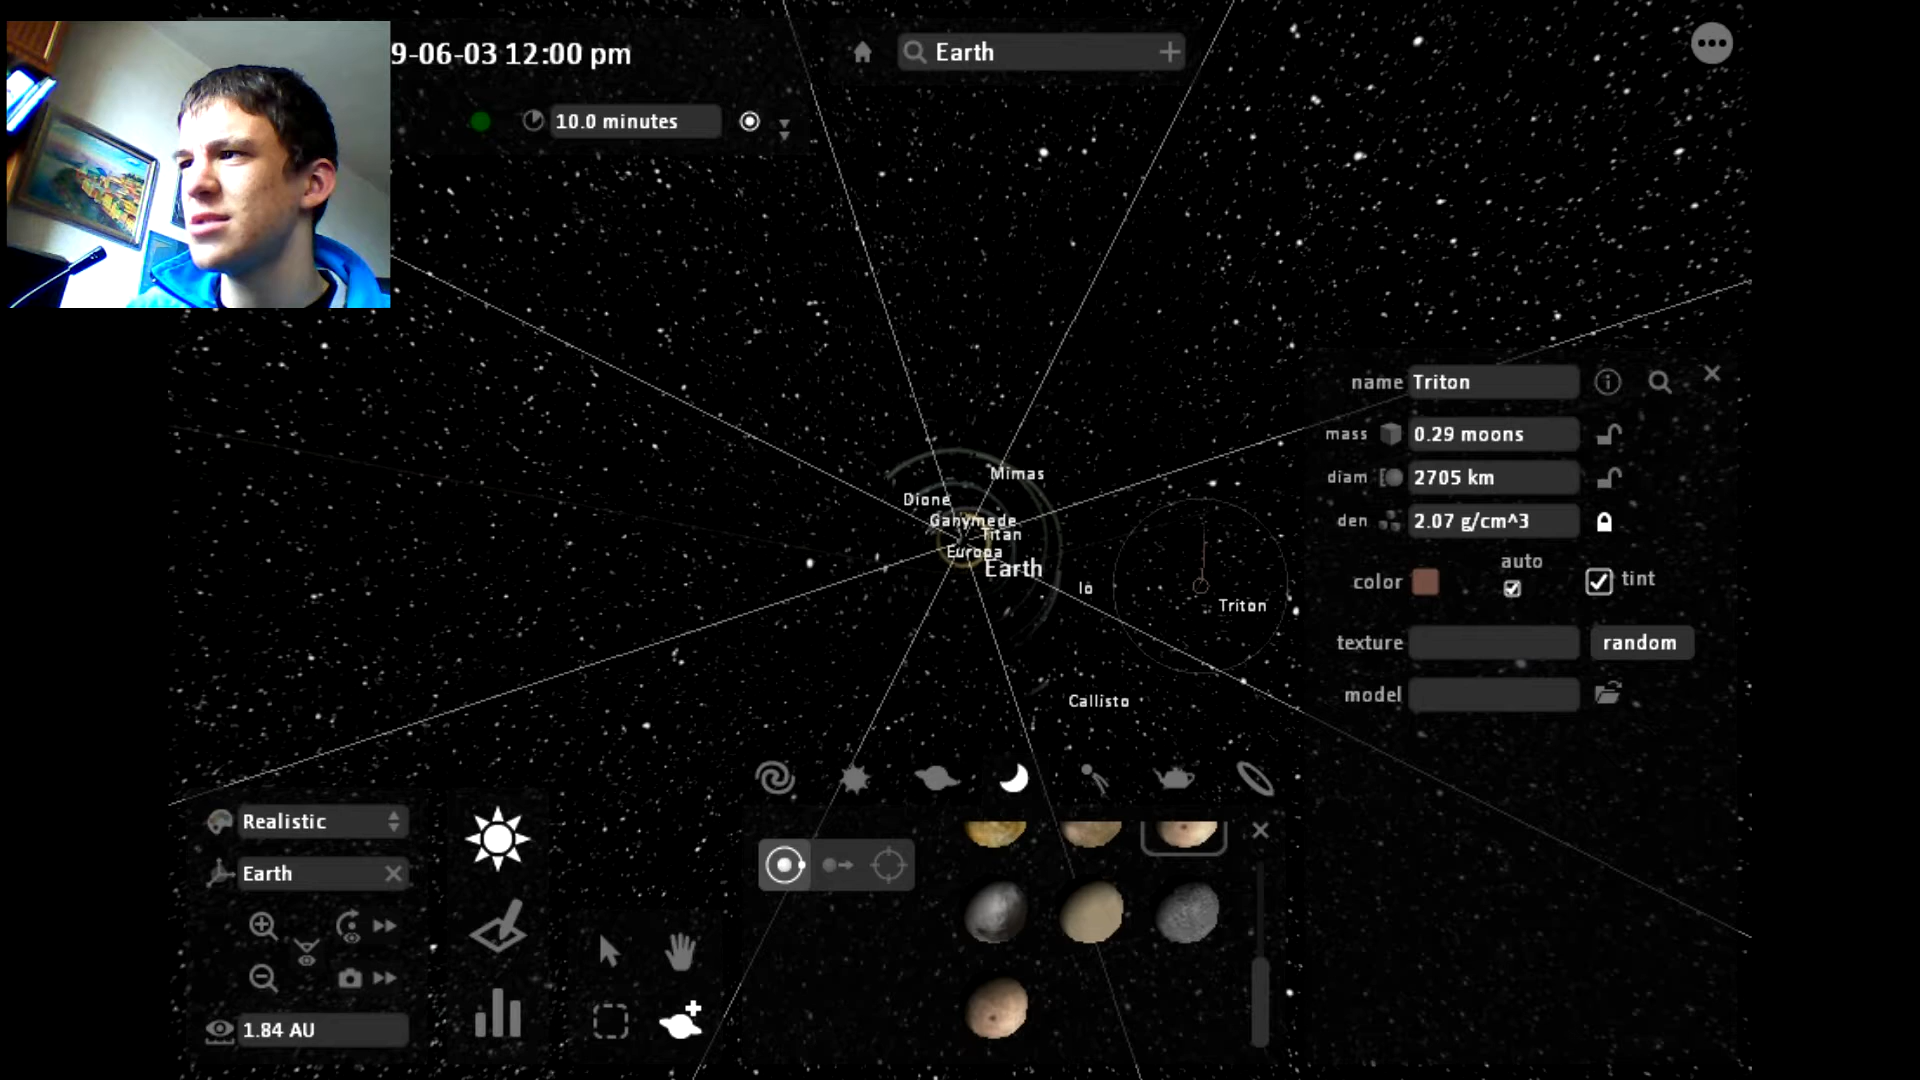 9-06-03 12:00 pm
Earth
10.0 minutes
name Triton
mass 0.29 moons
diam 2705 km
den 2.07 g/cm^3
auto
color
tint
texture
random
model
Mimas
Dione
Ganymede
Titan
Europa
Earth
Io
Triton
Callisto
Realistic
Earth
1.84 AU